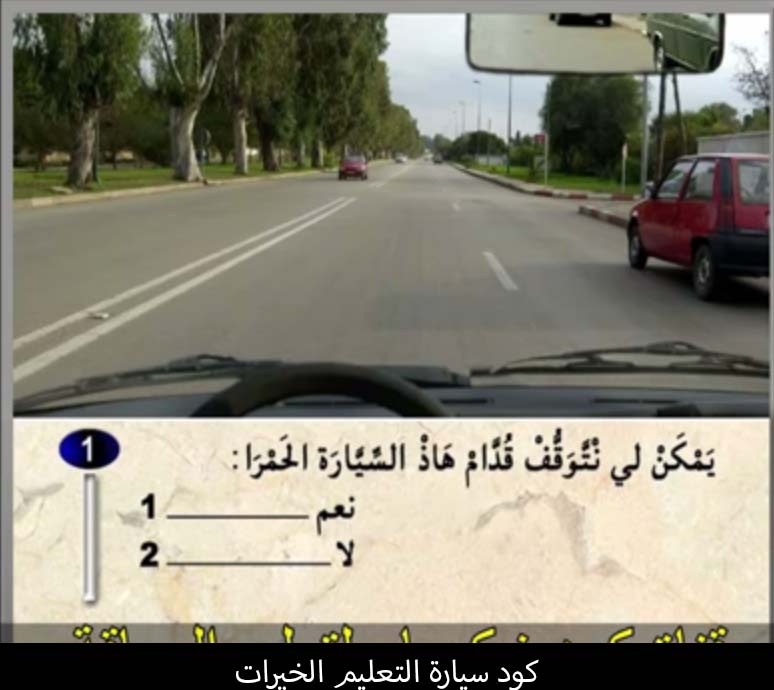 1
يَمْكَنْ لي نْتَّوَقُّفْ قُدَّامْ هَاذْ السَّيَّارَة الحَمْرَا:
نعم 1
لا 2
كود سيارة التعليم الخيرات